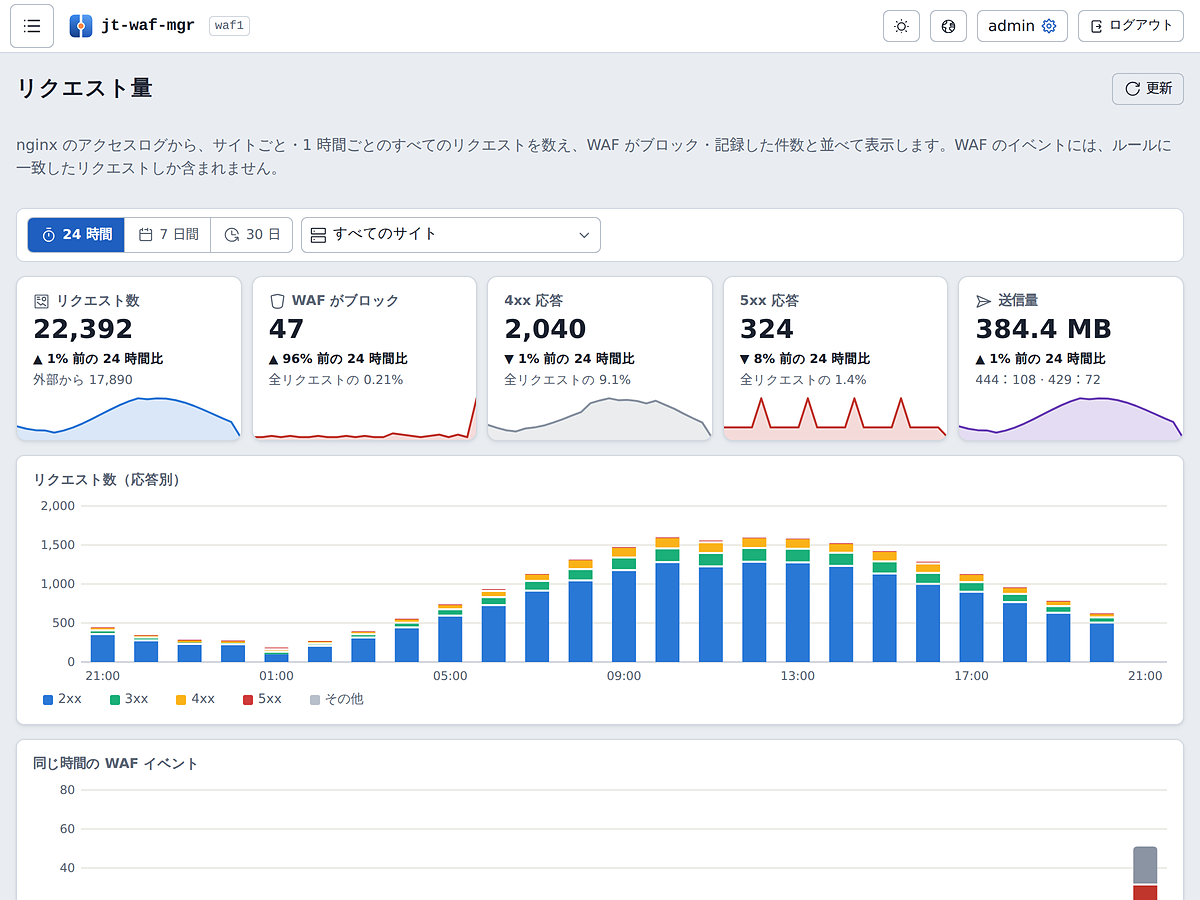 jt-waf-mgr waf1 admin ログアウト
リクエスト量 更新
nginx のアクセスログから、サイトごと・1 時間ごとのすべてのリクエストを数え、WAF がブロック・記録した件数と並べて表示します。WAF のイベントには、ルールに
一致したリクエストしか含まれません。
24 時間 7 日間 30 日 すべてのサイト
リクエスト数
22,392
▲ 1% 前の 24 時間比
外部から 17,890
WAF がブロック
47
▲ 96% 前の 24 時間比
全リクエストの 0.21%
4xx 応答
2,040
▼ 1% 前の 24 時間比
全リクエストの 9.1%
5xx 応答
324
▼ 8% 前の 24 時間比
全リクエストの 1.4%
送信量
384.4 MB
▲ 1% 前の 24 時間比
444：108 · 429：72
リクエスト数（応答別）
2,000
1,500
1,000
500
0
21:00 01:00 05:00 09:00 13:00 17:00 21:00
2xx 3xx 4xx 5xx その他
同じ時間の WAF イベント
80
60
40